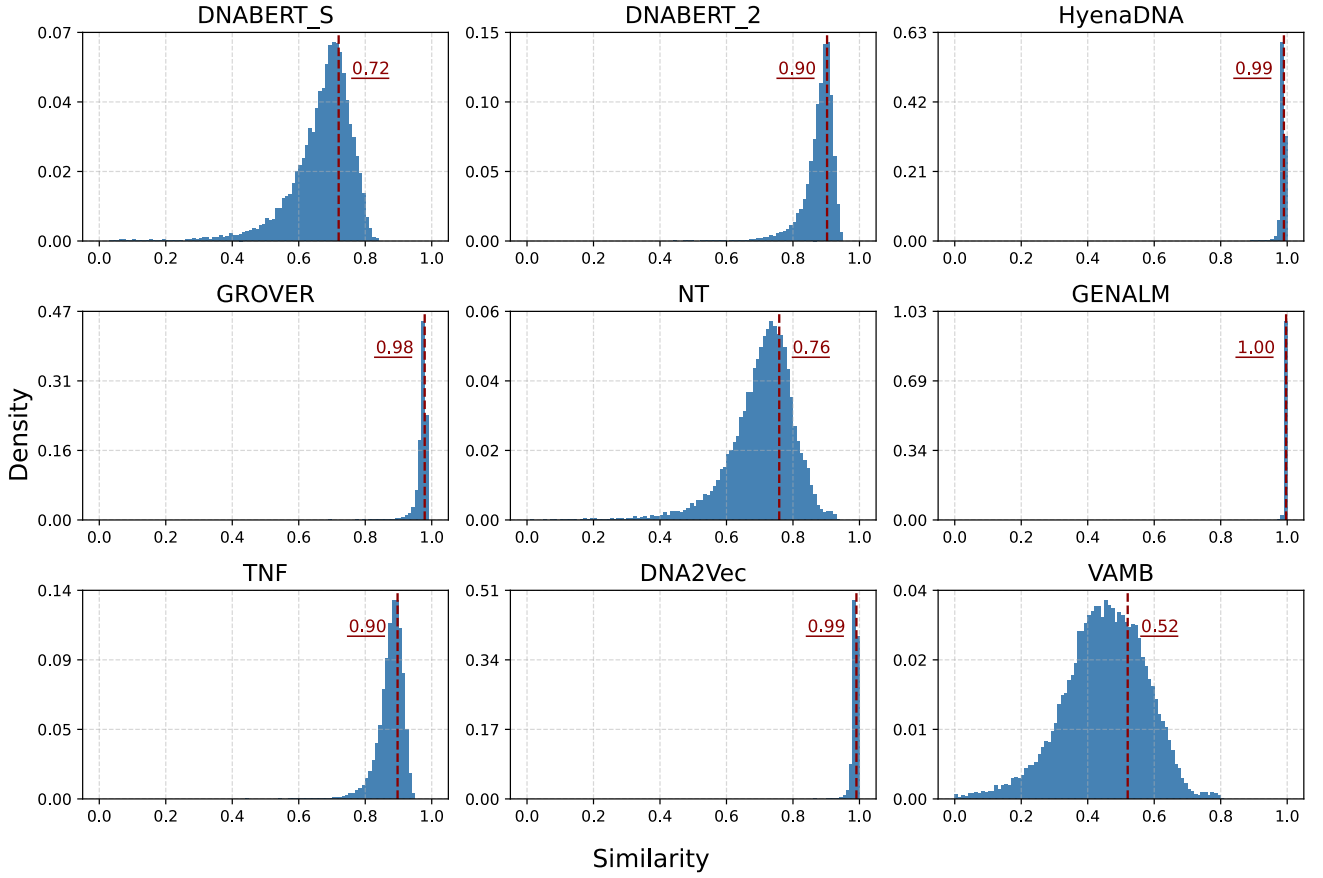 DNABERT_S
DNABERT_2
HyenaDNA
0.07
0.04
0.02
0.00
0.72
0.0 0.2 0.4 0.6 0.8 1.0
0.15
0.10
0.05
0.00
0.90
0.0 0.2 0.4 0.6 0.8 1.0
0.63
0.42
0.21
0.00
0.99
0.0 0.2 0.4 0.6 0.8 1.0
GROVER
NT
GENALM
0.47
0.31
0.16
0.00
0.98
0.0 0.2 0.4 0.6 0.8 1.0
0.06
0.04
0.02
0.00
0.76
0.0 0.2 0.4 0.6 0.8 1.0
1.03
0.69
0.34
0.00
1.00
0.0 0.2 0.4 0.6 0.8 1.0
Density
TNF
DNA2Vec
VAMB
0.14
0.09
0.05
0.00
0.90
0.0 0.2 0.4 0.6 0.8 1.0
0.51
0.34
0.17
0.00
0.99
0.0 0.2 0.4 0.6 0.8 1.0
0.04
0.02
0.01
0.00
0.52
0.0 0.2 0.4 0.6 0.8 1.0
Similarity